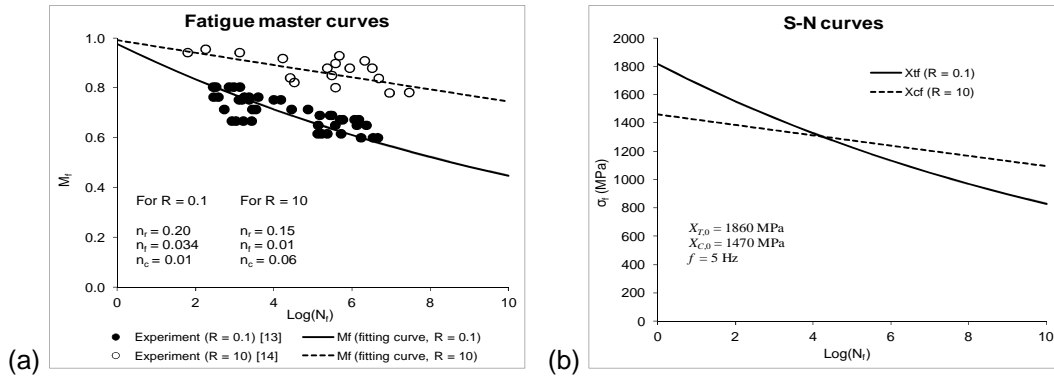 Fatigue master curves
1.0
0.8
0.6
0.4
0.2
0.0
M_f
For R = 0.1 For R = 10
n_r = 0.20 n_r = 0.15
n_f = 0.034 n_f = 0.01
n_c = 0.01 n_c = 0.06
0 2 4 6 8 10
Log(N_f)
Experiment (R = 0.1) [13] Mf (fitting curve, R = 0.1)
Experiment (R = 10) [14] Mf (fitting curve, R = 10)
(a)
S-N curves
2000
1800
1600
1400
1200
1000
800
600
400
200
0
σ_f (MPa)
Xtf (R = 0.1)
Xcf (R = 10)
X_{T,0} = 1860 MPa
X_{C,0} = 1470 MPa
f = 5 Hz
0 2 4 6 8 10
Log(N_f)
(b)